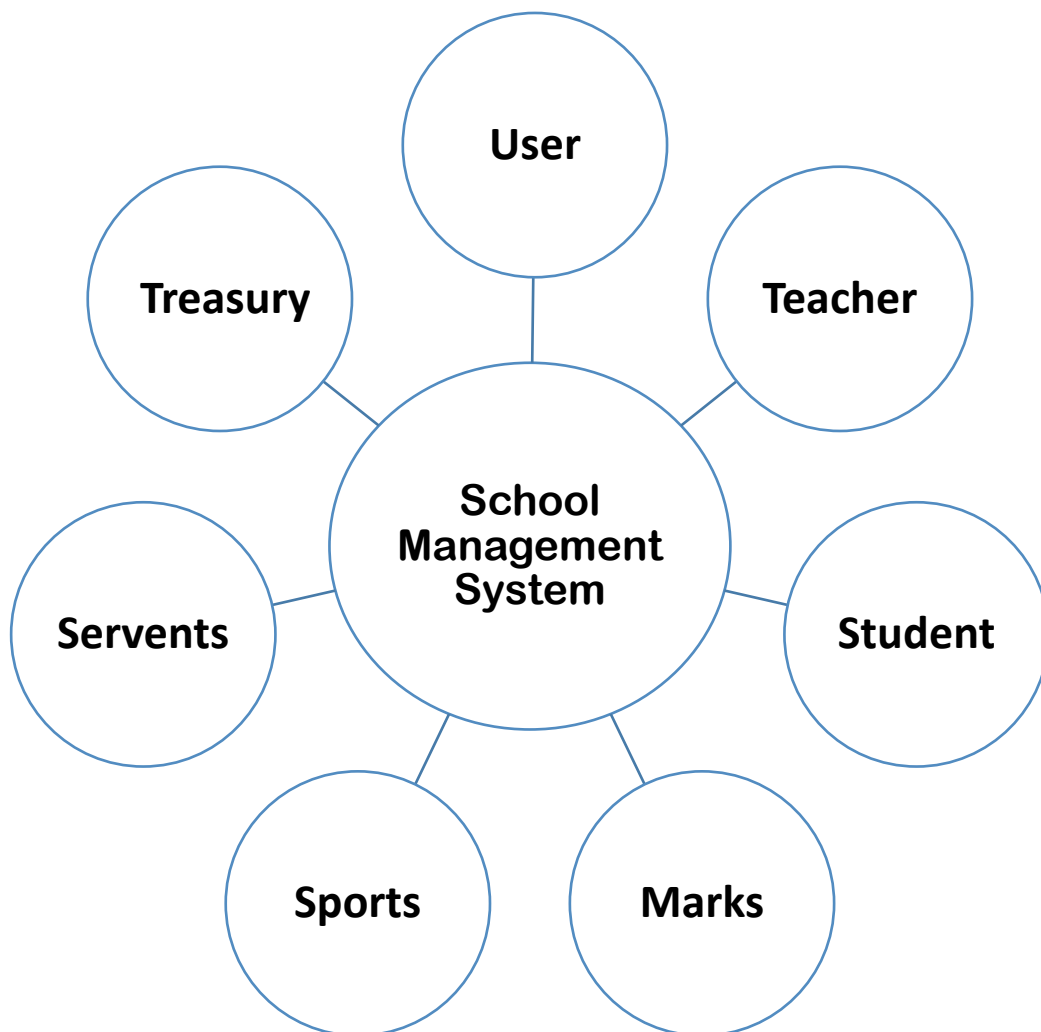 User
Treasury
Teacher
School
Management
System
Servents
Student
Sports
Marks